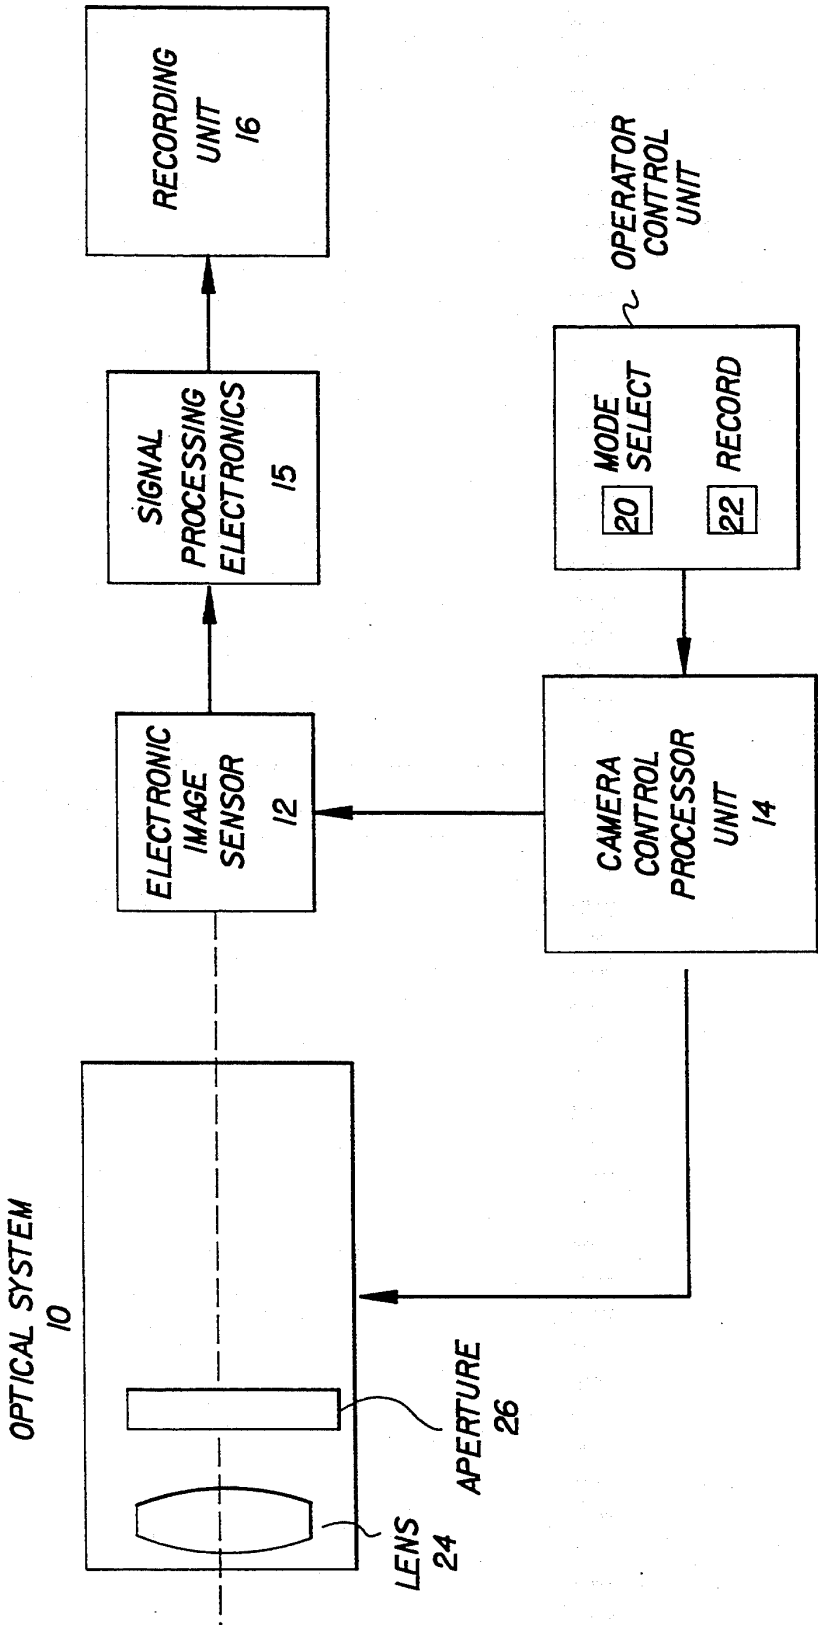 OPTICAL SYSTEM
10
LENS
24
APERTURE
26
ELECTRONIC
IMAGE
SENSOR
12
SIGNAL
PROCESSING
ELECTRONICS
15
RECORDING
UNIT
16
CAMERA
CONTROL
PROCESSOR
UNIT
14
20 MODE
SELECT
22 RECORD
OPERATOR
CONTROL
UNIT